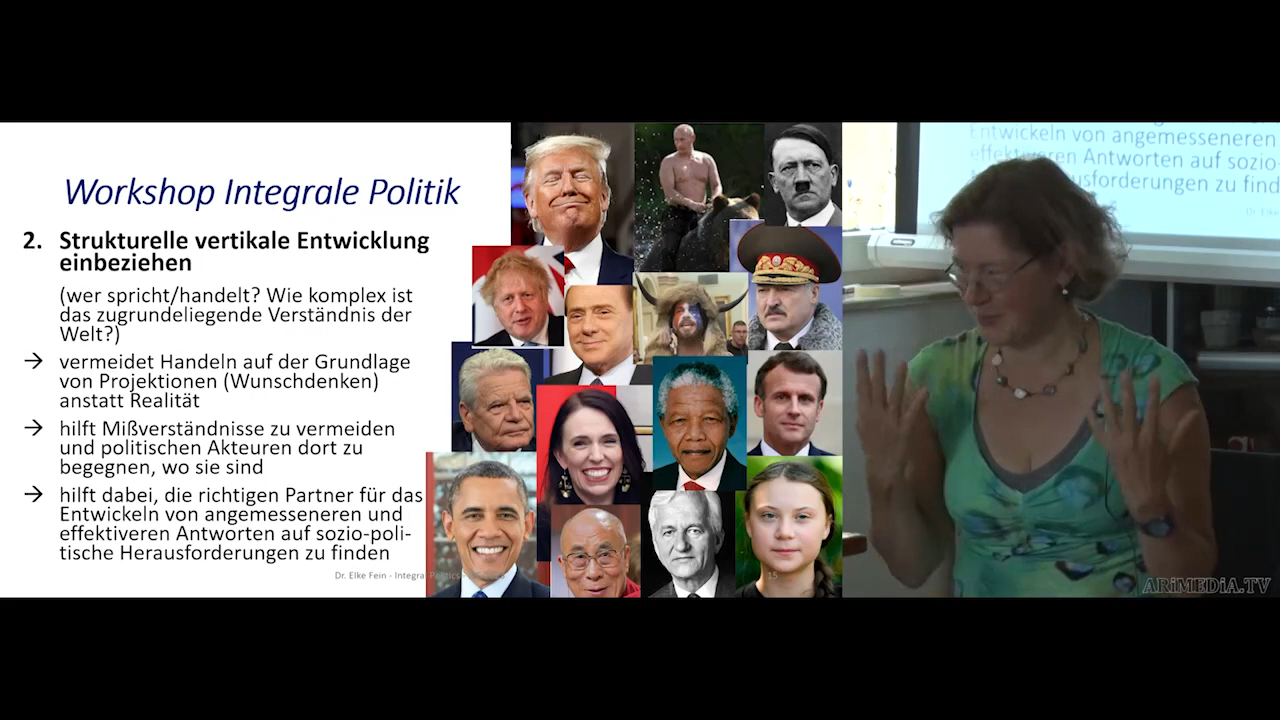 Workshop Integrale Politik
2. Strukturelle vertikale Entwicklung
einbeziehen
(wer spricht/handelt? Wie komplex ist
das zugrundeliegende Verständnis der
Welt?)
→ vermeidet Handeln auf der Grundlage
von Projektionen (Wunschdenken)
anstatt Realität
→ hilft Mißverständnisse zu vermeiden
und politischen Akteuren dort zu
begegnen, wo sie sind
→ hilft dabei, die richtigen Partner für das
Entwickeln von angemesseneren und
effektiveren Antworten auf sozio-poli-
tische Herausforderungen zu finden
Dr. Elke Fein - Integral Politics
15
Entwickeln von angemesseneren
effektiveren Antworten auf sozio
ausforderungen zu find
ARiMEDiA.TV